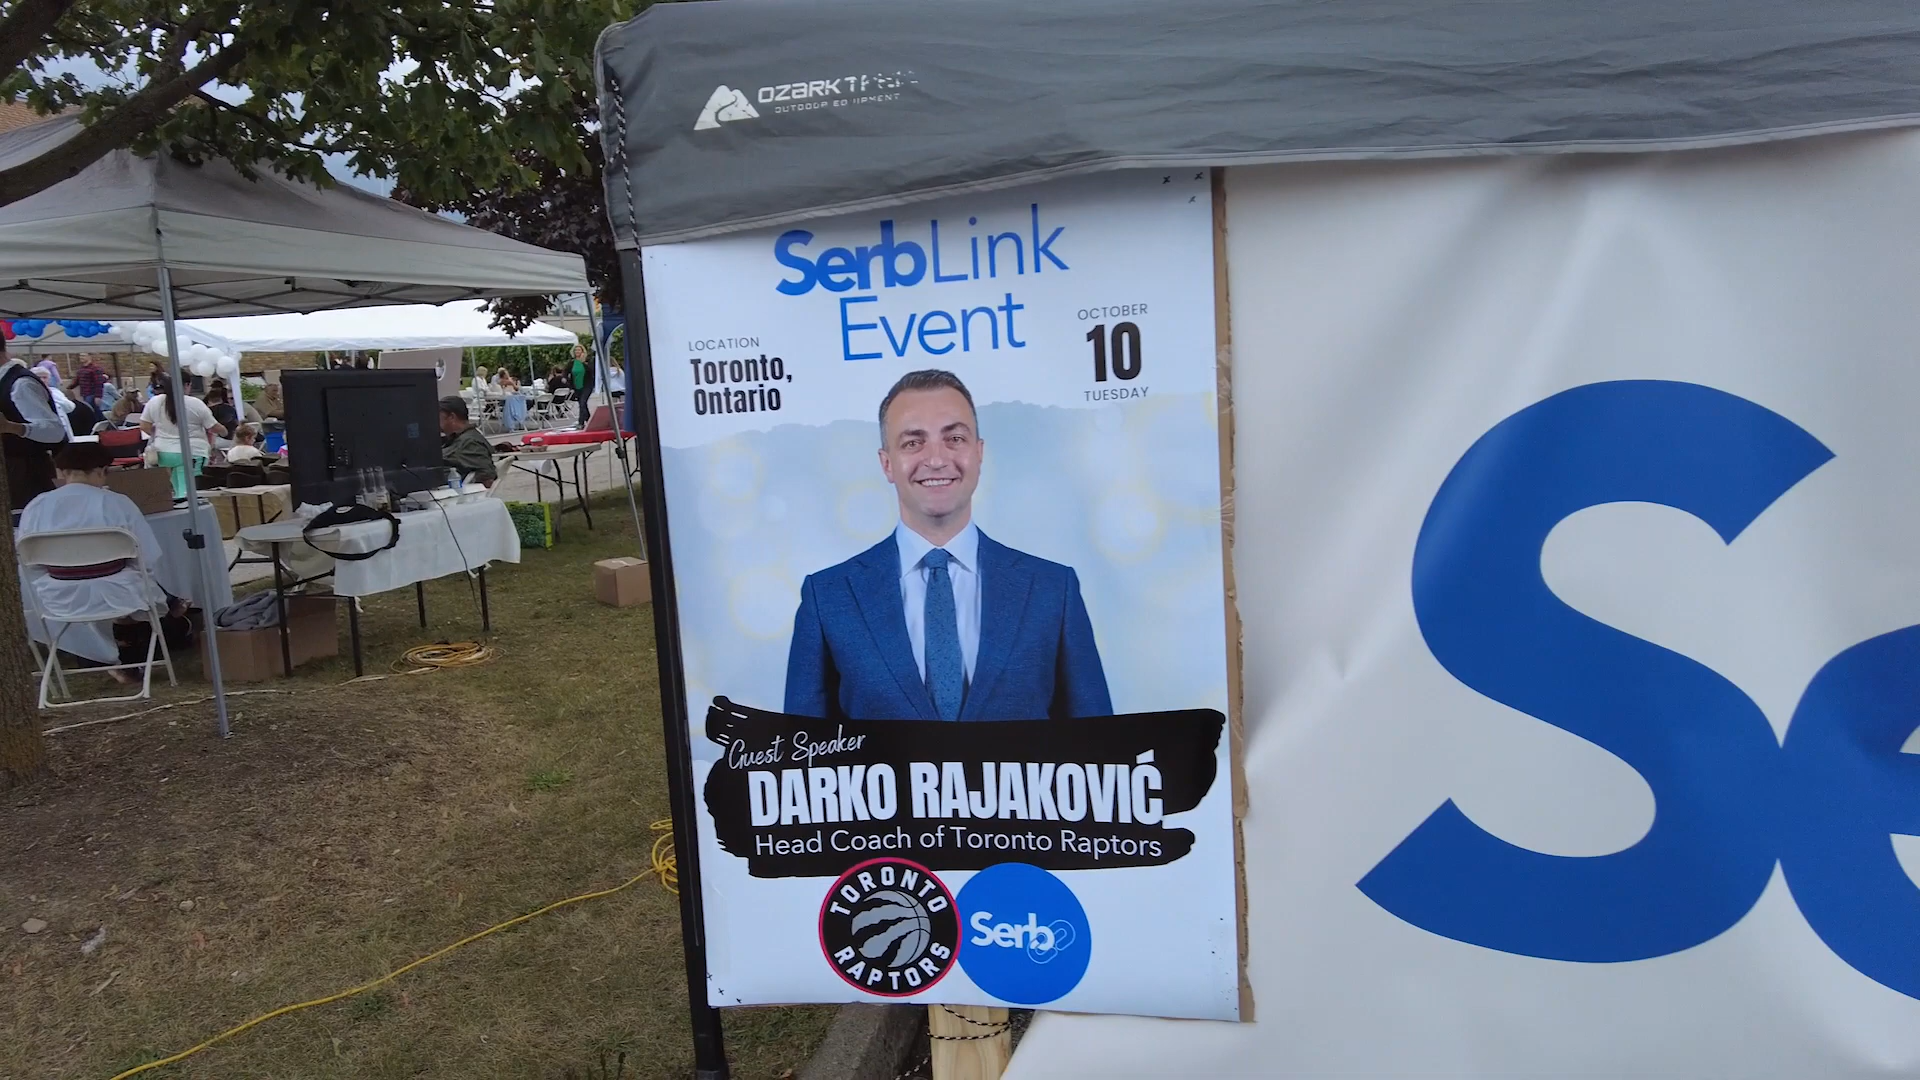 OZARK TRAIL
OUTDOOR EQUIPMENT
SerbLink
Event
LOCATION
Toronto,
Ontario
OCTOBER
10
TUESDAY
Guest Speaker
DARKO RAJAKOVIĆ
Head Coach of Toronto Raptors
TORONTO
RAPTORS
Serb
Se